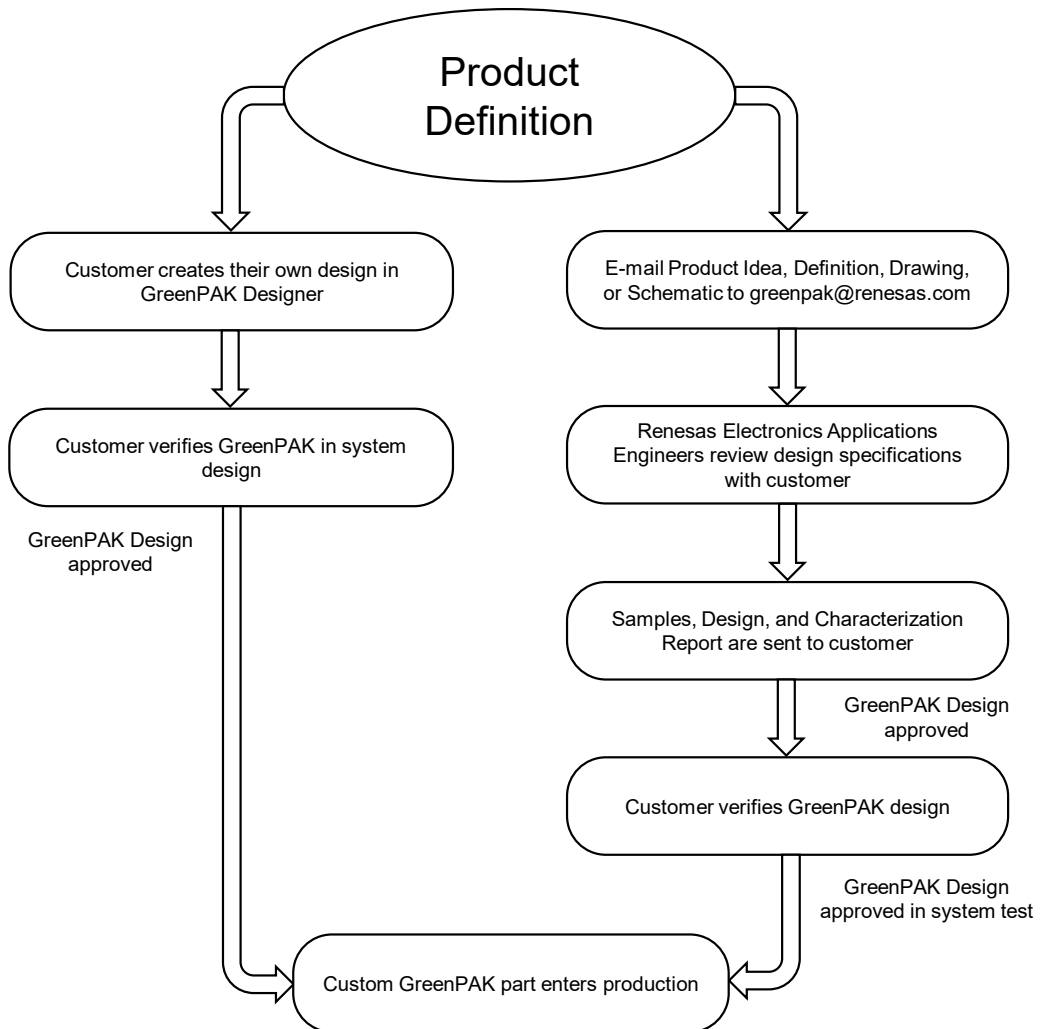 Product
Definition
Customer creates their own design in
GreenPAK Designer
Customer verifies GreenPAK in system
design
GreenPAK Design
approved
E-mail Product Idea, Definition, Drawing,
or Schematic to greenpak@renesas.com
Renesas Electronics Applications
Engineers review design specifications
with customer
Samples, Design, and Characterization
Report are sent to customer
GreenPAK Design
approved
Customer verifies GreenPAK design
GreenPAK Design
approved in system test
Custom GreenPAK part enters production